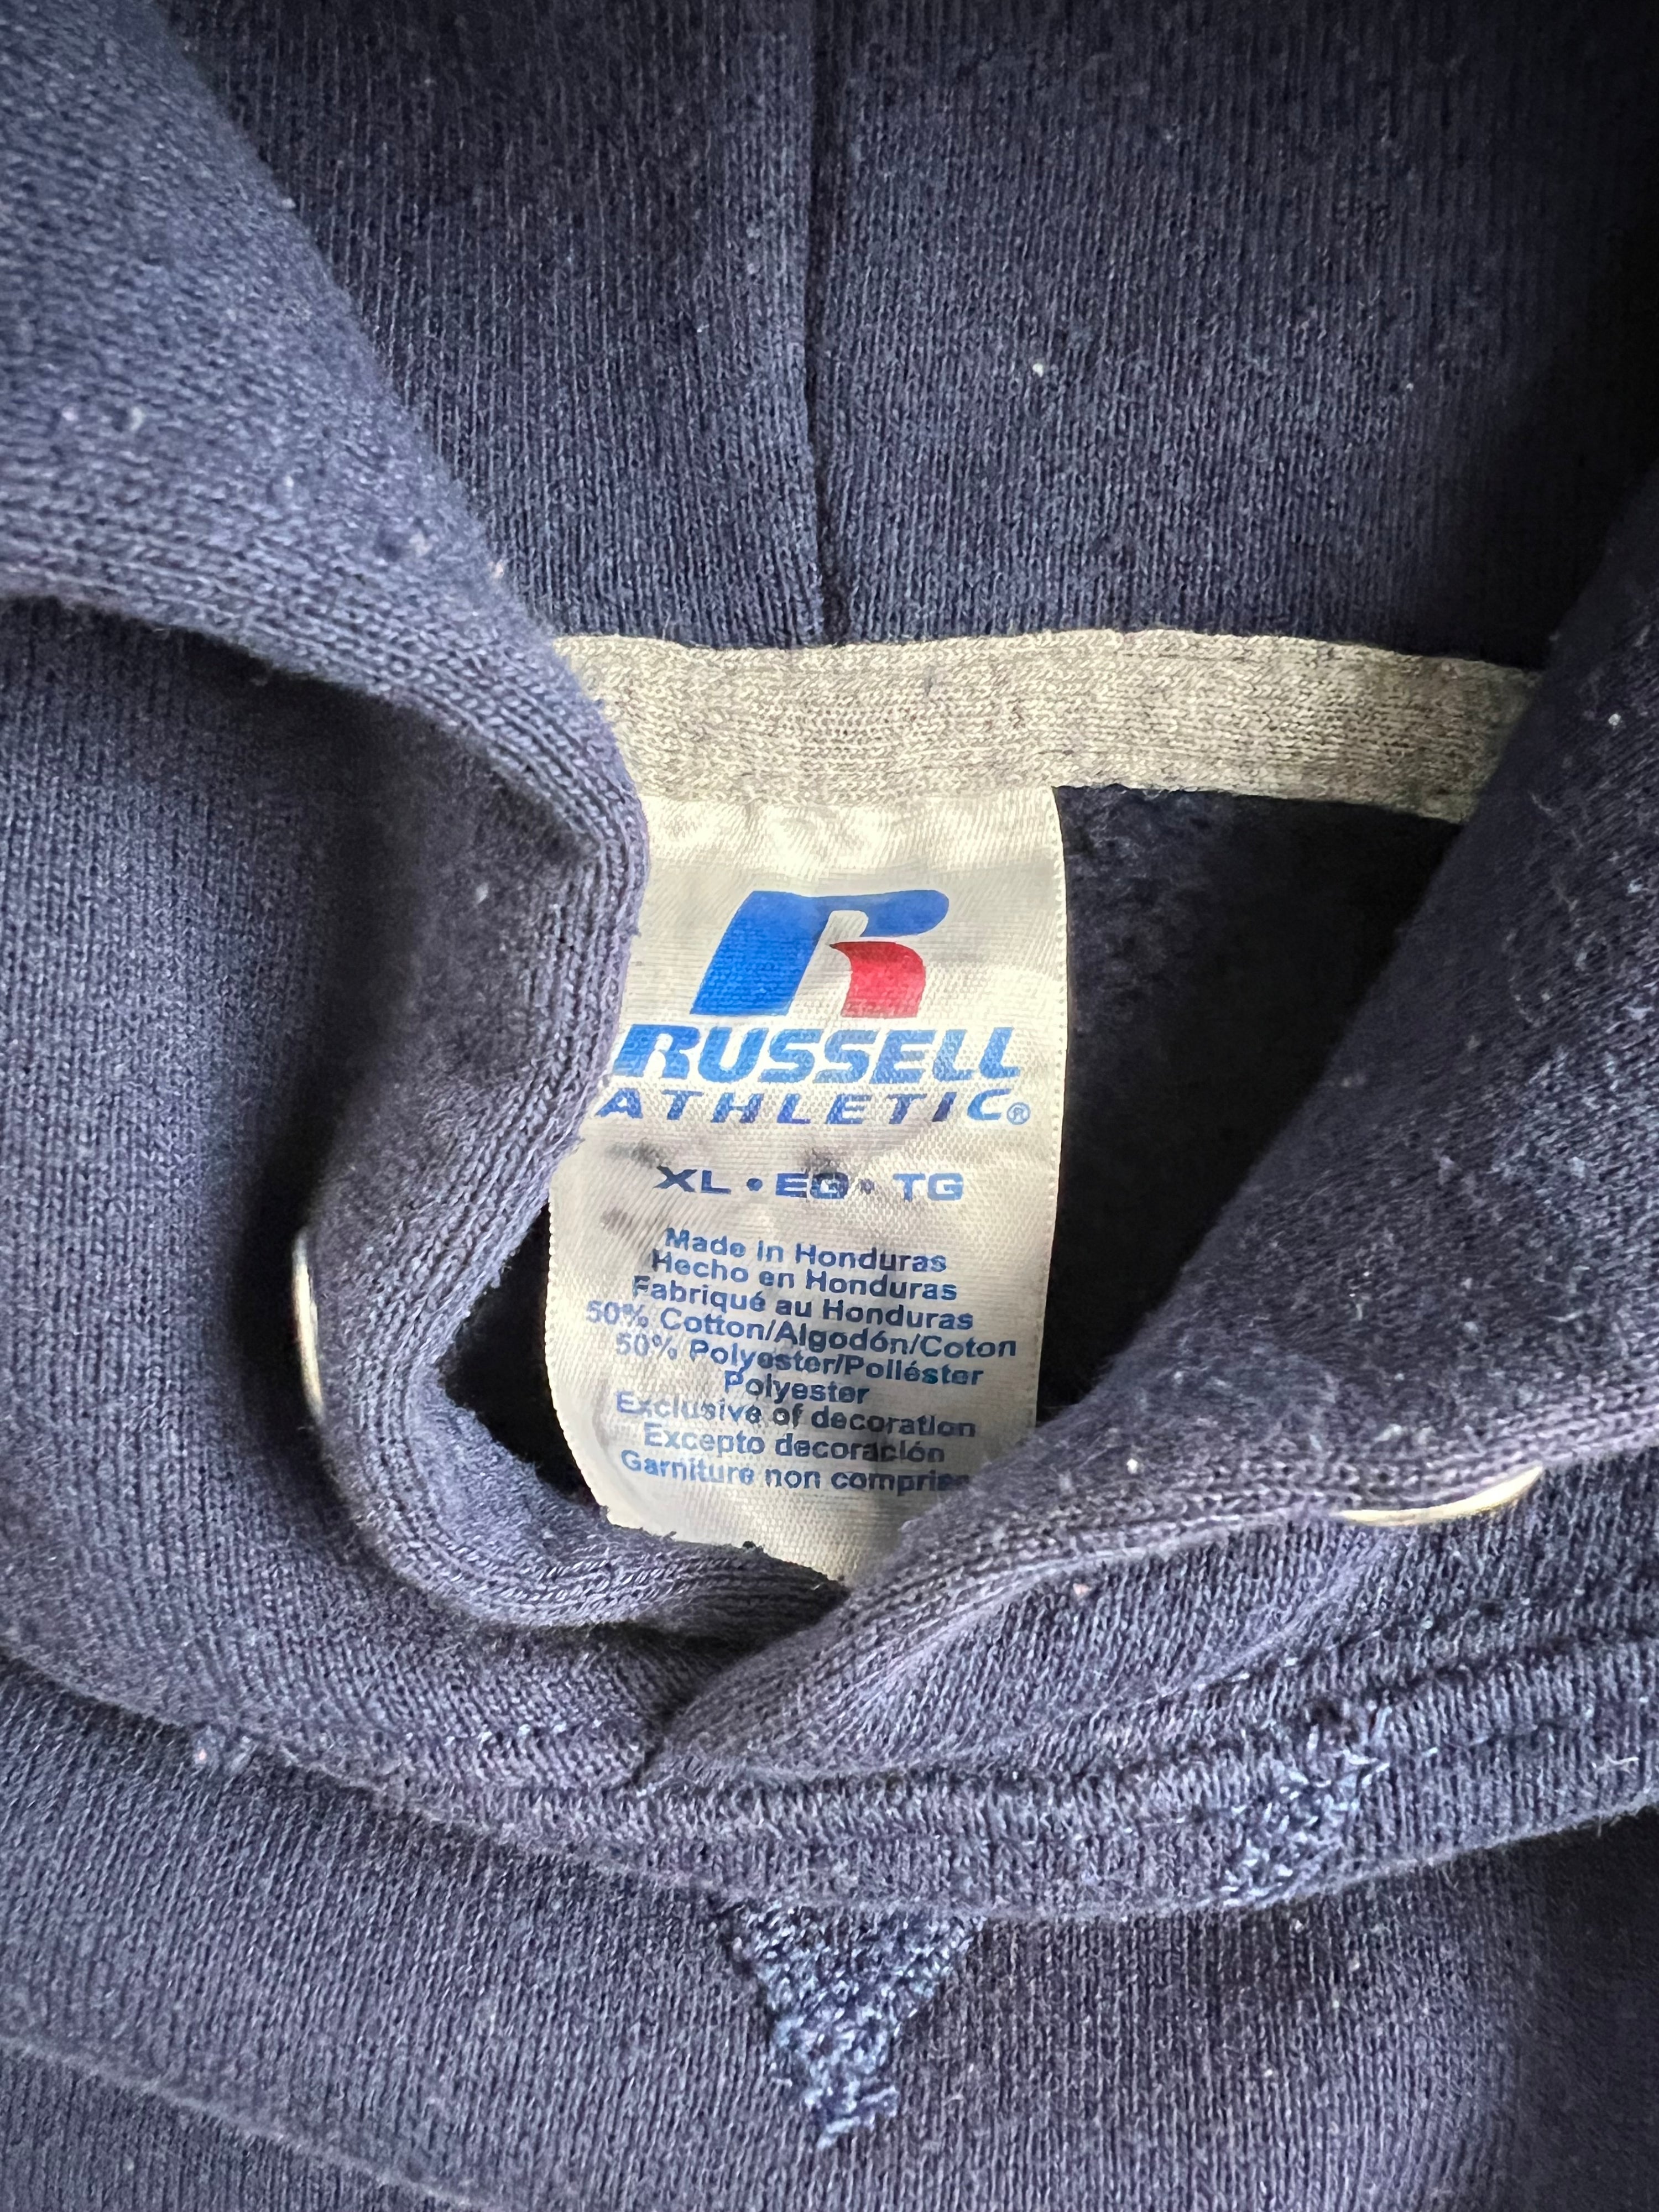 RUSSELL
ATHLETIC®
XL • EG • TG
Made in Honduras
Hecho en Honduras
Fabriqué au Honduras
50% Cotton/Algodón/Coton
50% Polyester/Poliéster
Polyester
Exclusive of decoration
Excepto decoración
Garniture non comprise